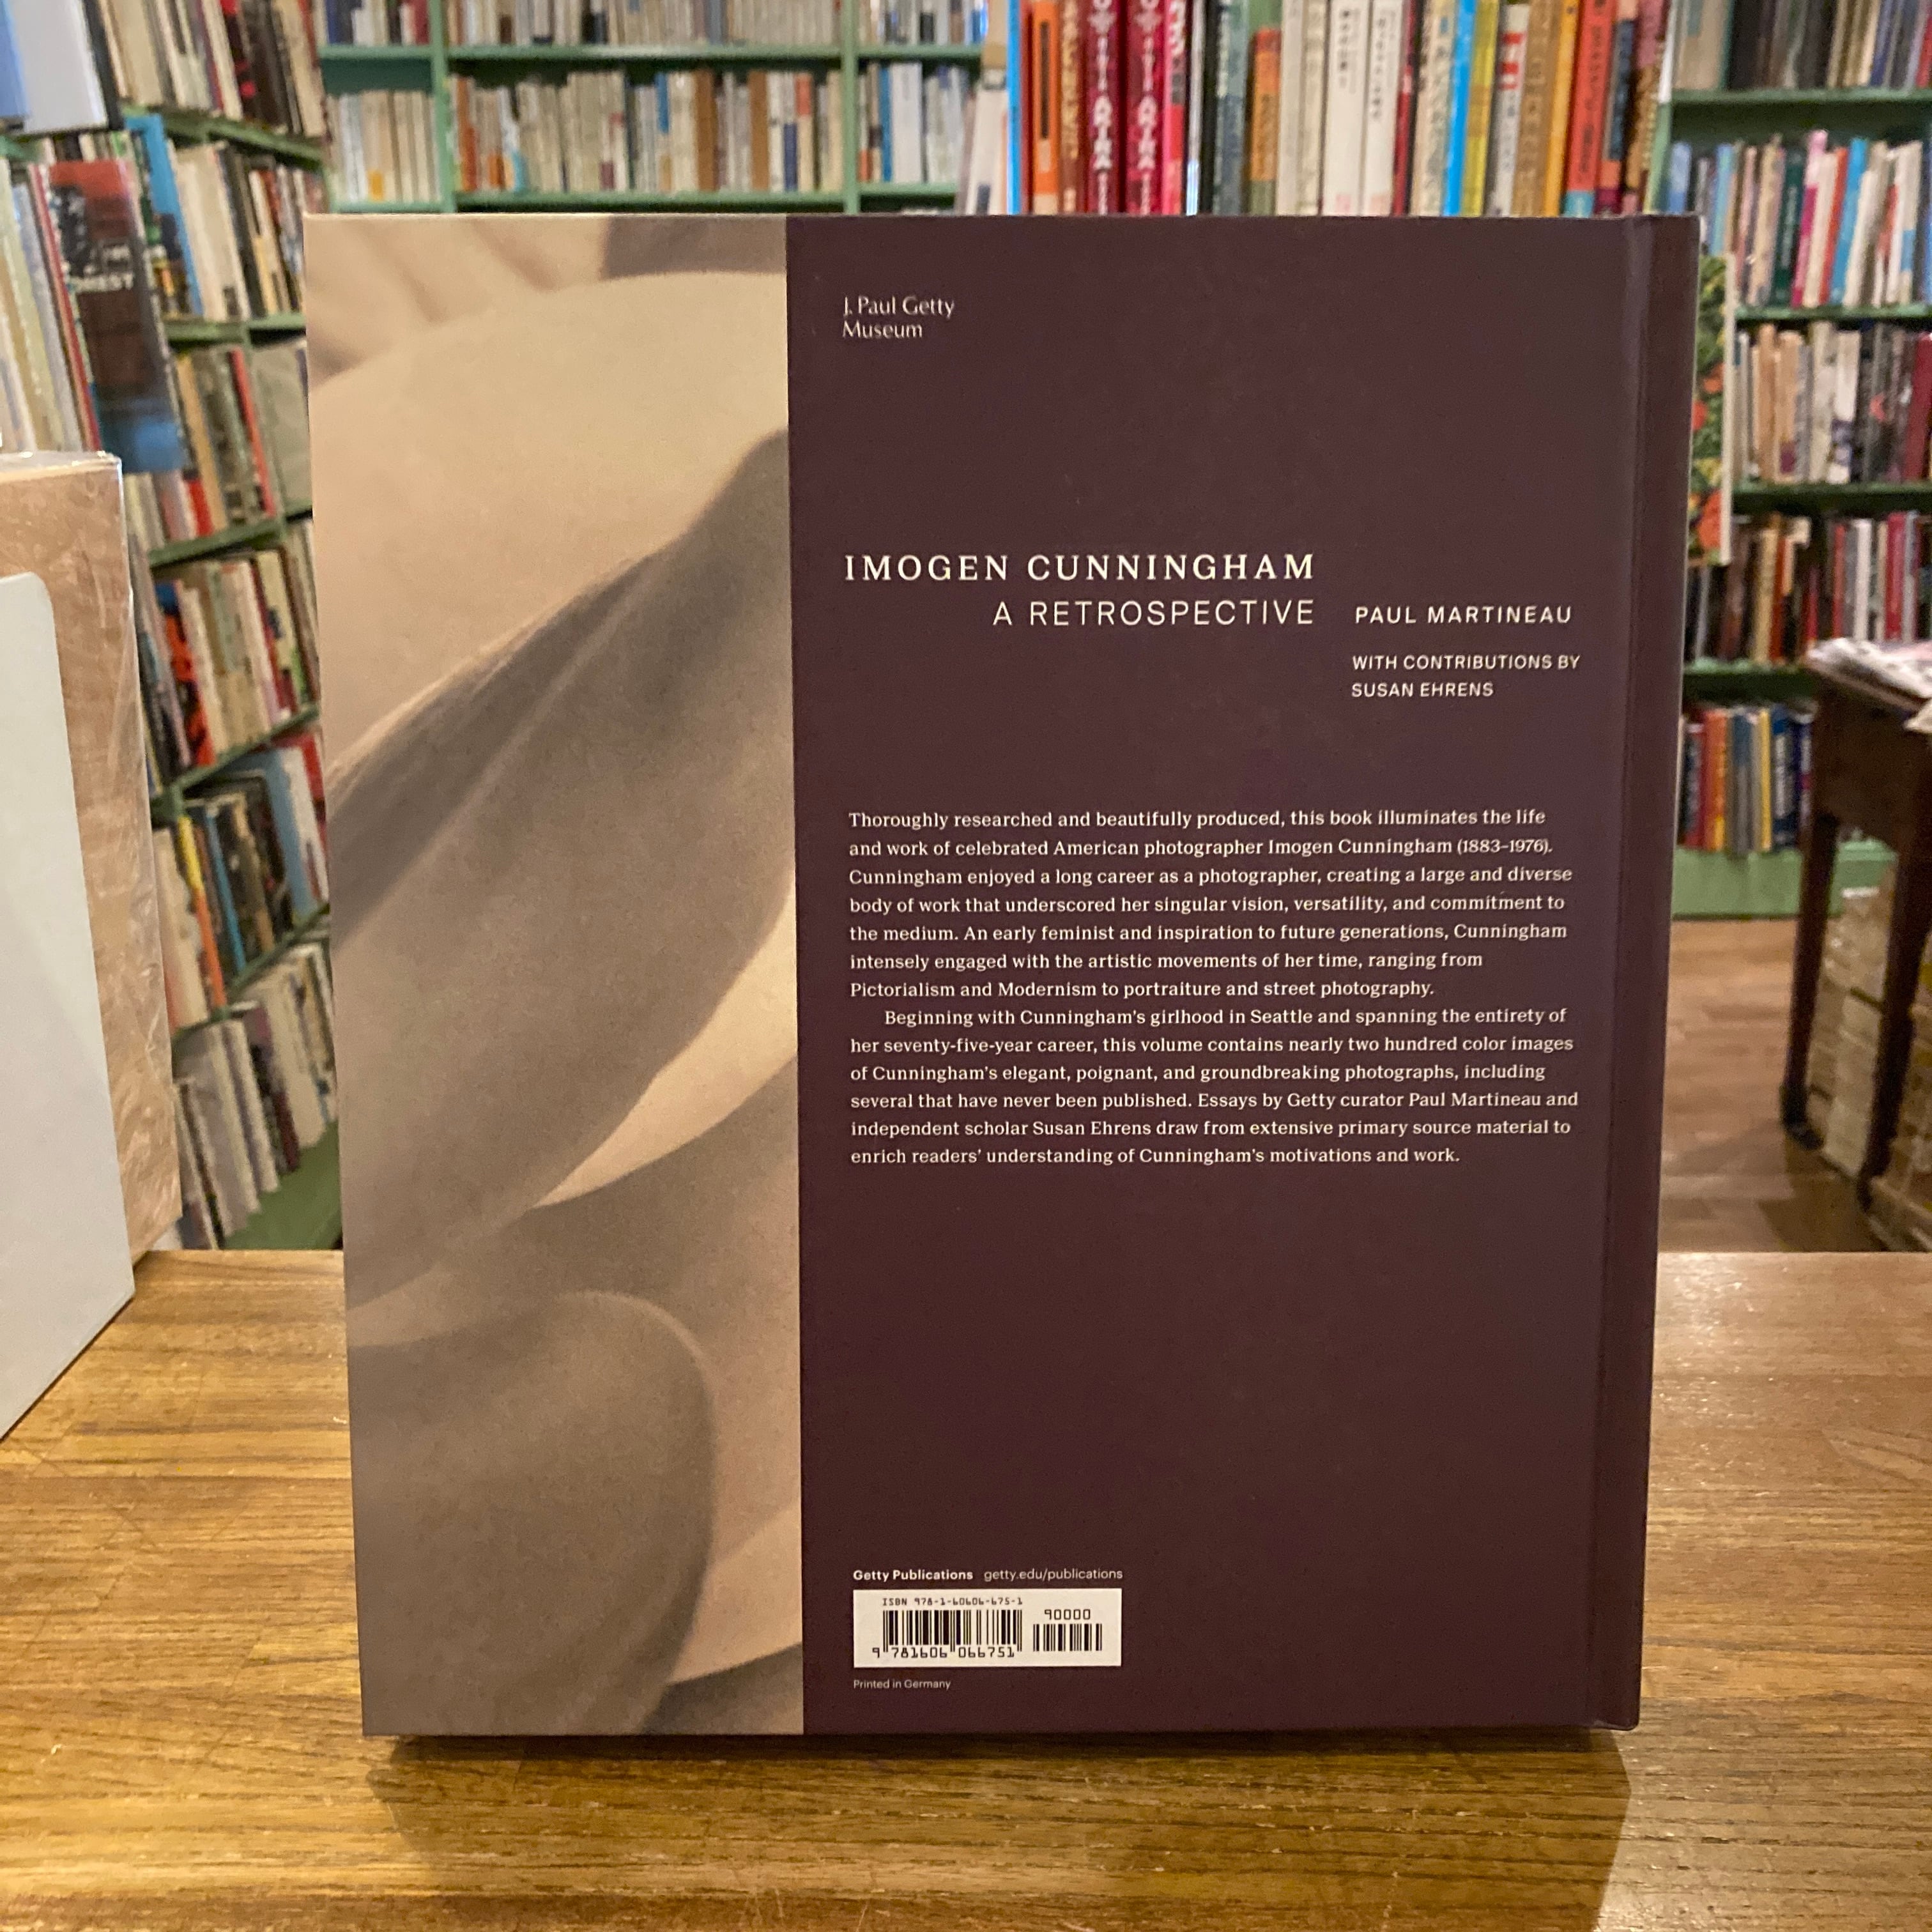 J. Paul Getty
Museum
IMOGEN CUNNINGHAM
A RETROSPECTIVE
PAUL MARTINEAU
WITH CONTRIBUTIONS BY
SUSAN EHRENS
Thoroughly researched and beautifully produced, this book illuminates the life
and work of celebrated American photographer Imogen Cunningham (1883–1976).
Cunningham enjoyed a long career as a photographer, creating a large and diverse
body of work that underscored her singular vision, versatility, and commitment to
the medium. An early feminist and inspiration to future generations, Cunningham
intensely engaged with the artistic movements of her time, ranging from
Pictorialism and Modernism to portraiture and street photography.
Beginning with Cunningham's girlhood in Seattle and spanning the entirety of
her seventy-five-year career, this volume contains nearly two hundred color images
of Cunningham's elegant, poignant, and groundbreaking photographs, including
several that have never been published. Essays by Getty curator Paul Martineau and
independent scholar Susan Ehrens draw from extensive primary source material to
enrich readers' understanding of Cunningham's motivations and work.
Getty Publications getty.edu/publications
ISBN 978-1-60606-675-1
90000
9 781606 066751
Printed in Germany